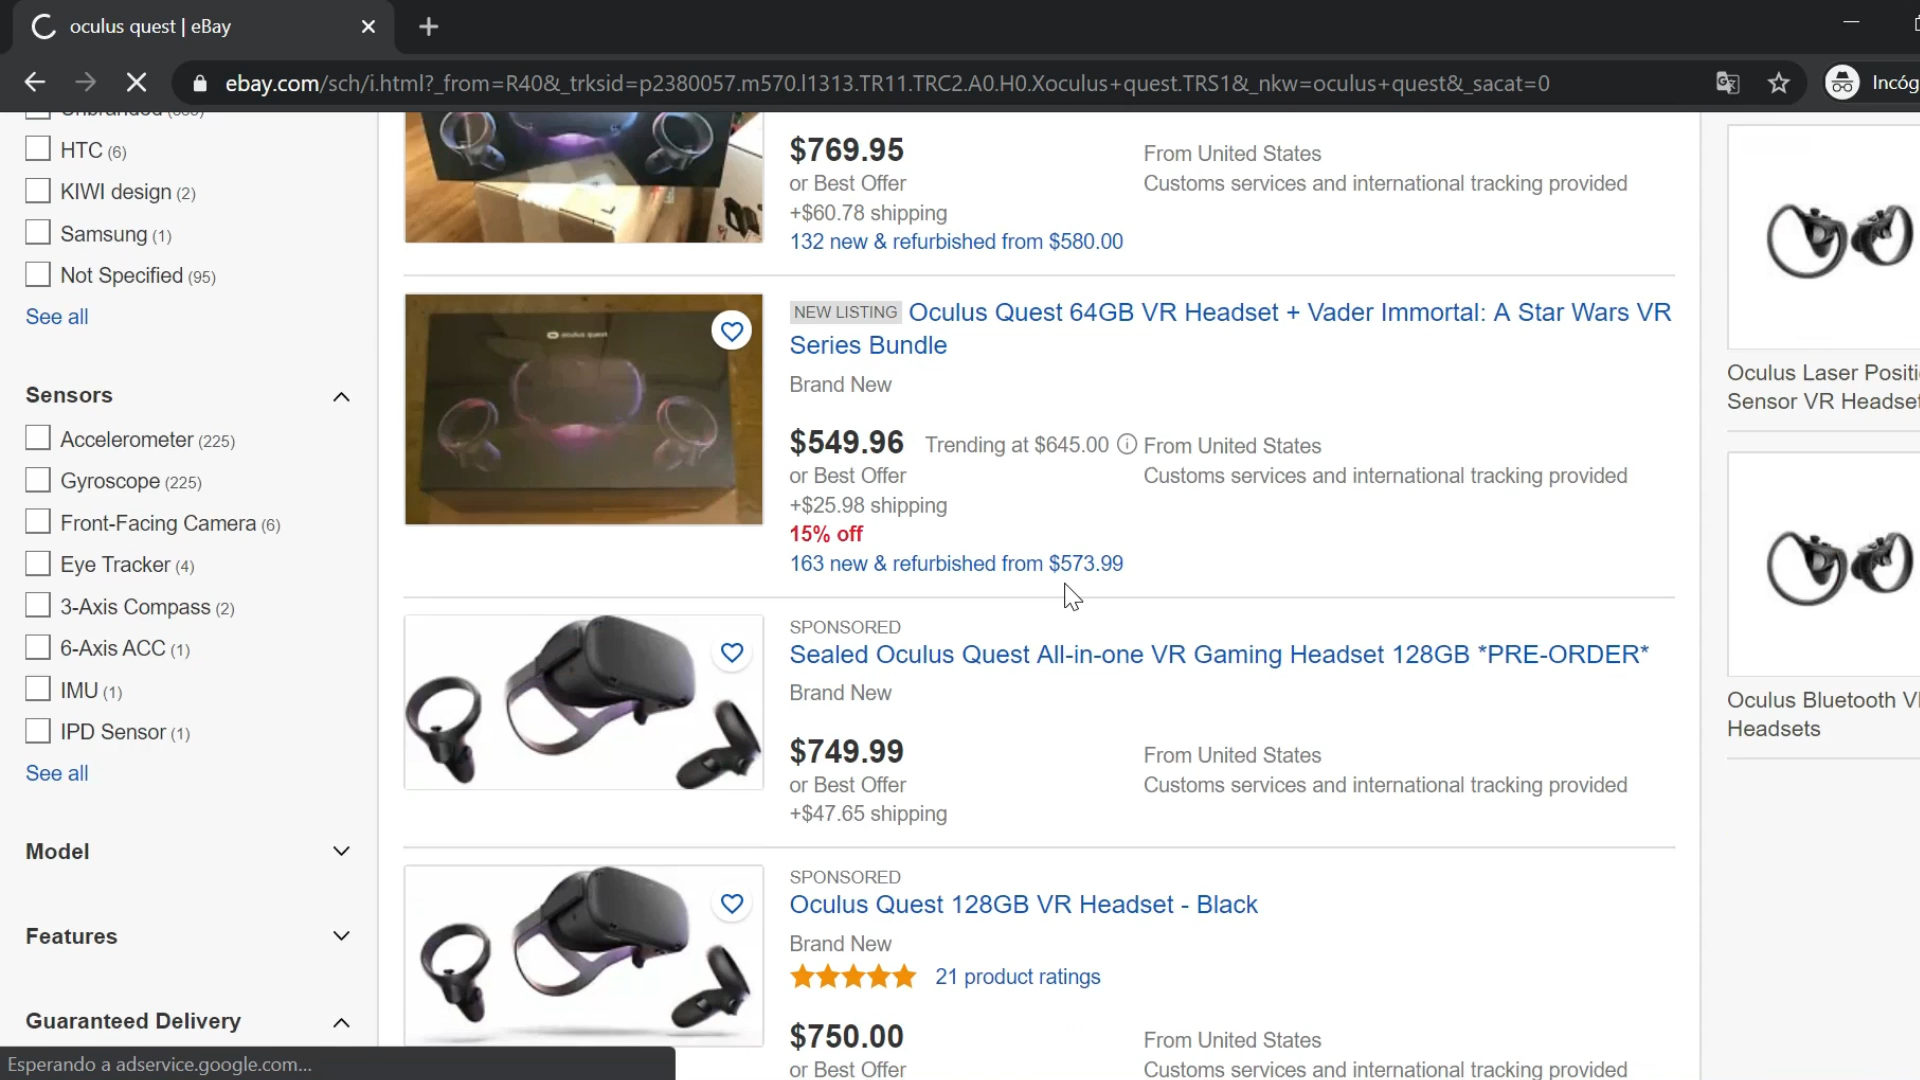 oculus quest | eBay
ebay.com/sch/i.html?_from=R40&_trksid=p2380057.m570.l1313.TR11.TRC2.A0.H0.Xoculus+quest.TRS1&_nkw=oculus+quest&_sacat=0
Incóg
HTC (6)
KIWI design (2)
Samsung (1)
Not Specified (95)
See all
Sensors
Accelerometer (225)
Gyroscope (225)
Front-Facing Camera (6)
Eye Tracker (4)
3-Axis Compass (2)
6-Axis ACC (1)
IMU (1)
IPD Sensor (1)
See all
Model
Features
Guaranteed Delivery
$769.95
or Best Offer
+$60.78 shipping
132 new & refurbished from $580.00
From United States
Customs services and international tracking provided
oculus quest
NEW LISTING Oculus Quest 64GB VR Headset + Vader Immortal: A Star Wars VR
Series Bundle
Brand New
$549.96 Trending at $645.00
or Best Offer
+$25.98 shipping
15% off
163 new & refurbished from $573.99
From United States
Customs services and international tracking provided
SPONSORED
Sealed Oculus Quest All-in-one VR Gaming Headset 128GB *PRE-ORDER*
Brand New
$749.99
or Best Offer
+$47.65 shipping
From United States
Customs services and international tracking provided
SPONSORED
Oculus Quest 128GB VR Headset - Black
Brand New
21 product ratings
$750.00
or Best Offer
From United States
Customs services and international tracking provided
Oculus Laser Positi
Sensor VR Headset
Oculus Bluetooth V
Headsets
Esperando a adservice.google.com...